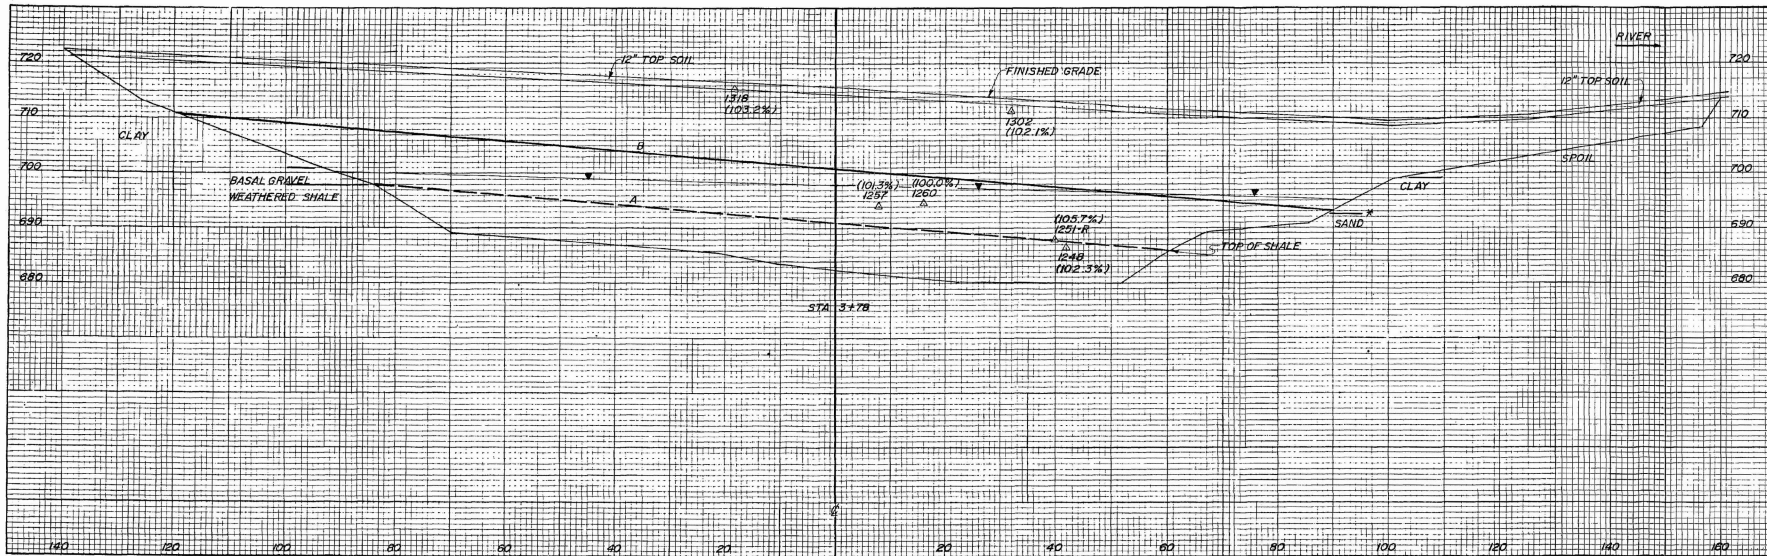 RIVER
720
720
12" TOP SOIL
FINISHED GRADE
12" TOP SOIL
1318
(103.2%)
1302
(102.1%)
710
710
CLAY
B
SPOIL
700
700
BASAL GRAVEL
WEATHERED SHALE
(101.3%)
1257
(100.0%)
1260
CLAY
A
690
690
(105.7%)
1251-R
SAND
*
TOP OF SHALE
1248
(102.3%)
680
680
STA 3+78
℄
140 120 100 80 60 40 20 0 20 40 60 80 100 120 140 160